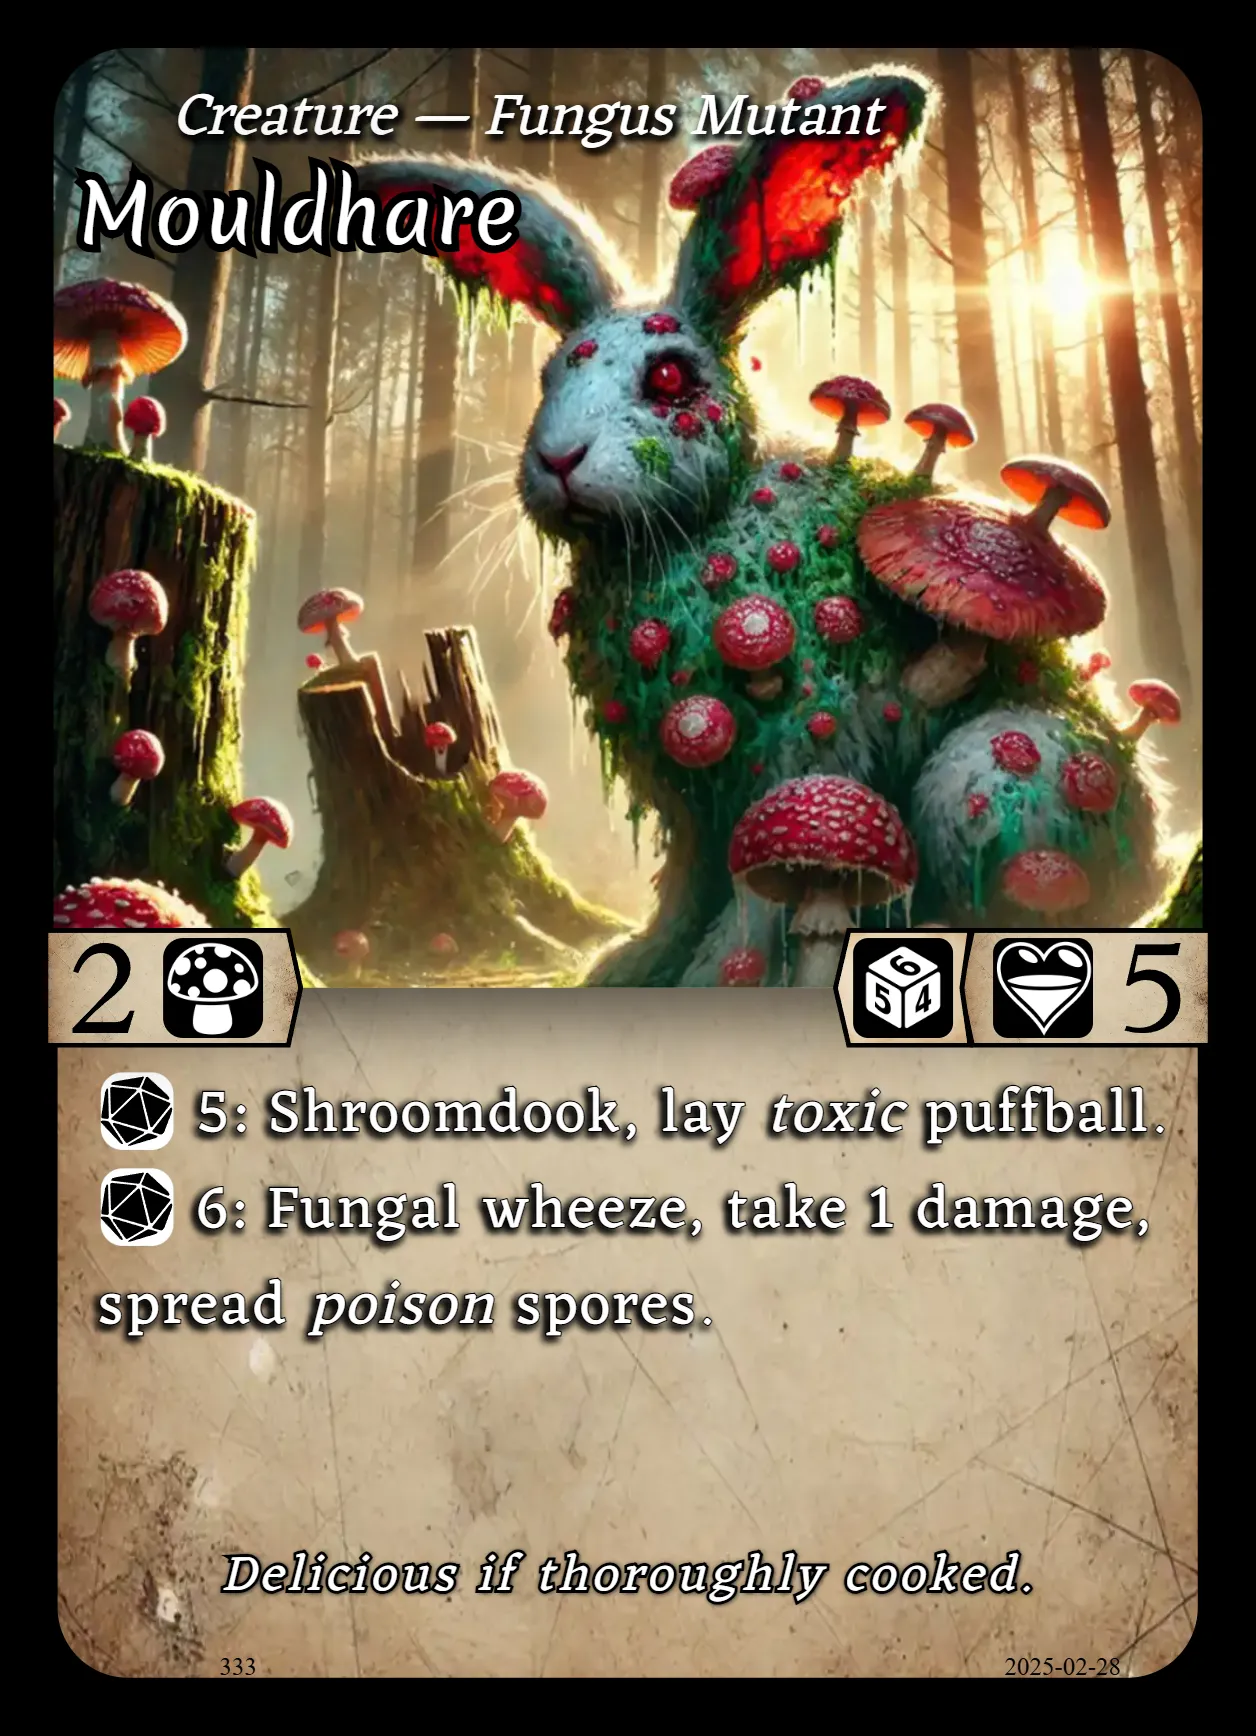 Creature — Fungus Mutant
Mouldhare
2
6
5 4
5
5: Shroomdook, lay toxic puffball.
6: Fungal wheeze, take 1 damage,
spread poison spores.
Delicious if thoroughly cooked.
333
2025-02-28